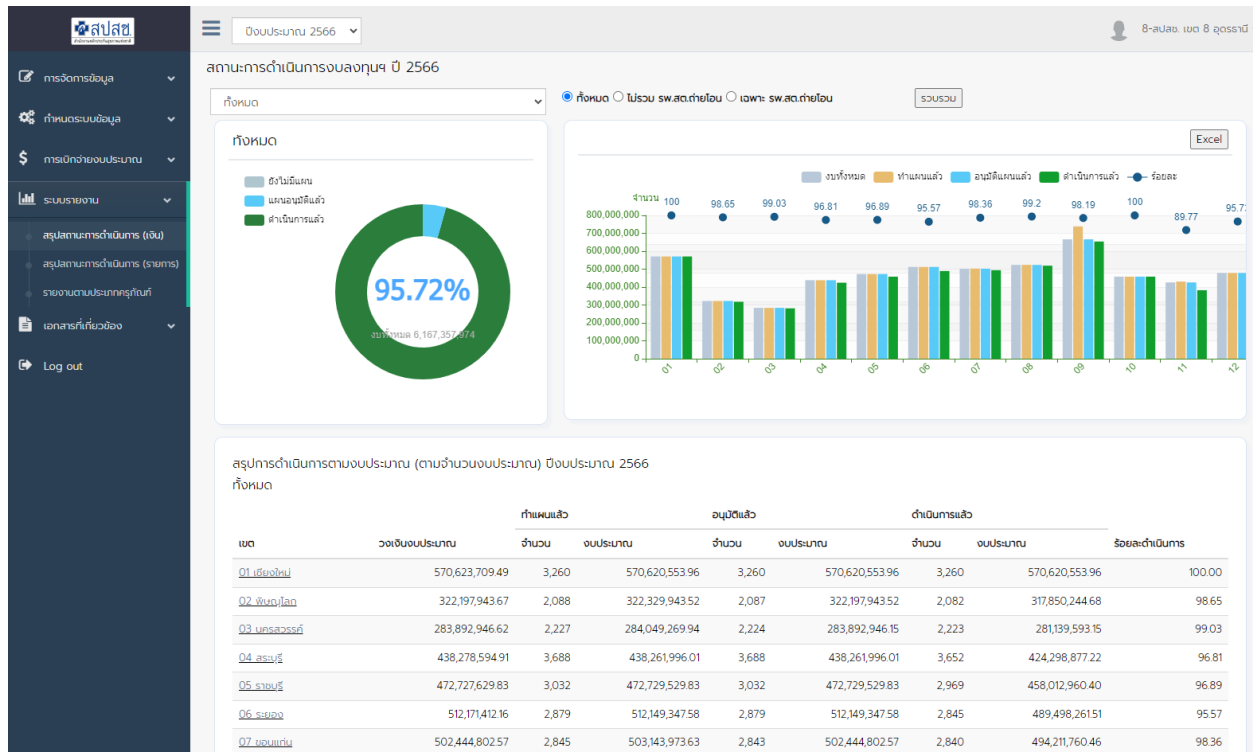 สปสช.
สำนักงานหลักประกันสุขภาพแห่งชาติ
ปีงบประมาณ 2566
8-สปสช. เขต 8 อุดรธานี
การจัดการข้อมูล
กำหนดระบบข้อมูล
การเบิกจ่ายงบประมาณ
ระบบรายงาน
สรุปสถานะการดำเนินการ (เงิน)
สรุปสถานะการดำเนินการ (รายการ)
รายงานตามประเภทครุภัณฑ์
เอกสารที่เกี่ยวข้อง
Log out
สถานะการดำเนินการงบลงทุนฯ ปี 2566
ทั้งหมด
ทั้งหมด ไม่รวม รพ.สต.ถ่ายโอน เฉพาะ รพ.สต.ถ่ายโอน รวบรวม
ทั้งหมด
ยังไม่มีแผน
แผนอนุมัติแล้ว
ดำเนินการแล้ว
95.72%
งบทั้งหมด 6,167,357,974
Excel
งบทั้งหมด ทำแผนแล้ว อนุมัติแผนแล้ว ดำเนินการแล้ว ร้อยละ
จำนวน
100 98.65 99.03 96.81 96.89 95.57 98.36 99.2 98.19 100 89.77
800,000,000
700,000,000
600,000,000
500,000,000
400,000,000
300,000,000
200,000,000
100,000,000
0
01 02 03 04 05 06 07 08 09 10 11 12
สรุปการดำเนินการตามงบประมาณ (ตามจำนวนงบประมาณ) ปีงบประมาณ 2566
ทั้งหมด
ทำแผนแล้ว อนุมัติแล้ว ดำเนินการแล้ว
เขต วงเงินงบประมาณ จำนวน งบประมาณ จำนวน งบประมาณ จำนวน งบประมาณ ร้อยละดำเนินการ
01 เชียงใหม่ 570,623,709.49 3,260 570,620,553.96 3,260 570,620,553.96 3,260 570,620,553.96 100.00
02 พิษณุโลก 322,197,943.67 2,088 322,329,943.52 2,087 322,197,943.52 2,082 317,850,244.68 98.65
03 นครสวรรค์ 283,892,946.62 2,227 284,049,269.94 2,224 283,892,946.15 2,223 281,139,593.15 99.03
04 สระบุรี 438,278,594.91 3,688 438,261,996.01 3,688 438,261,996.01 3,652 424,298,877.22 96.81
05 ราชบุรี 472,727,629.83 3,032 472,729,529.83 3,032 472,729,529.83 2,969 458,012,960.40 96.89
06 ระยอง 512,171,412.16 2,879 512,149,347.58 2,879 512,149,347.58 2,845 489,498,261.51 95.57
07 ขอนแก่น 502,444,802.57 2,845 503,143,973.63 2,843 502,444,802.57 2,840 494,211,760.46 98.36